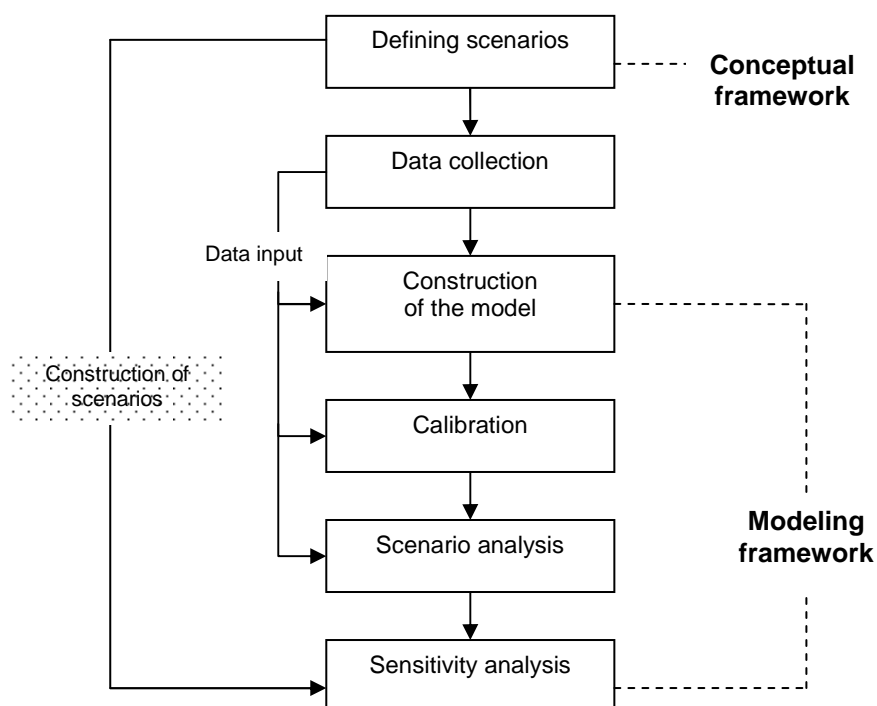 Defining scenarios
Conceptual
framework
Data collection
Data input
Construction
of the model
Construction of
scenarios
Calibration
Modeling
framework
Scenario analysis
Sensitivity analysis